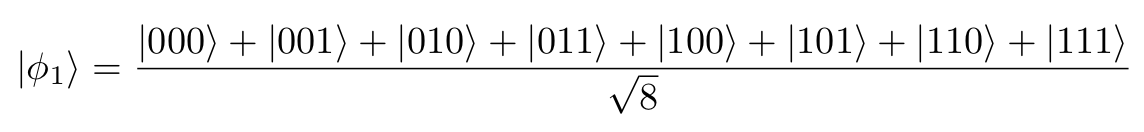 |ϕ₁⟩ = (|000⟩ + |001⟩ + |010⟩ + |011⟩ + |100⟩ + |101⟩ + |110⟩ + |111⟩) / √8